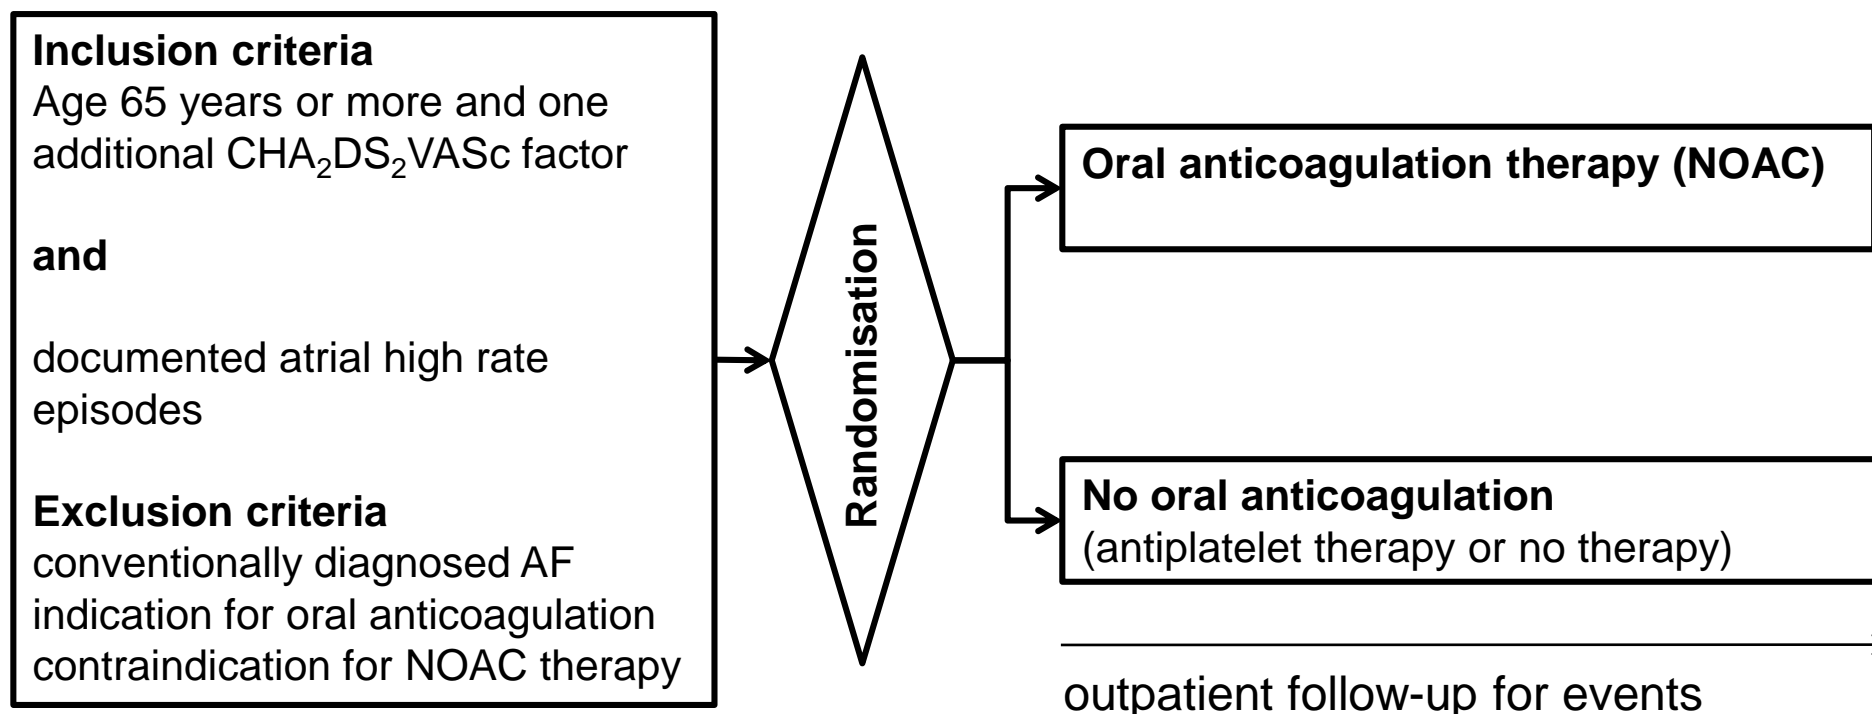 Inclusion criteria
Age 65 years or more and one
additional CHA₂DS₂VASc factor
and
documented atrial high rate
episodes
Exclusion criteria
conventionally diagnosed AF
indication for oral anticoagulation
contraindication for NOAC therapy
Randomisation
Oral anticoagulation therapy (NOAC)
No oral anticoagulation
(antiplatelet therapy or no therapy)
outpatient follow-up for events